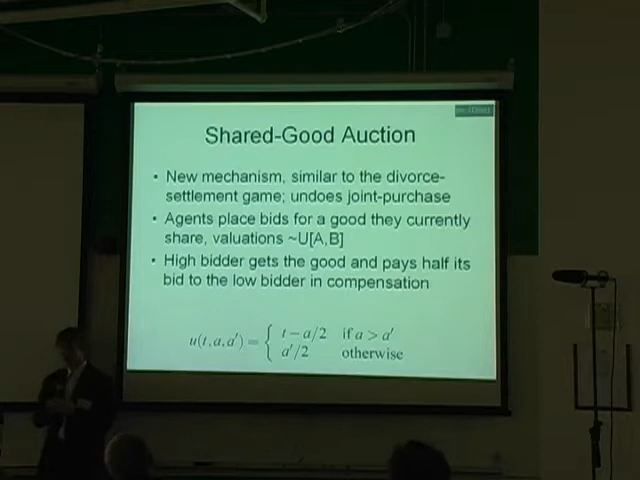 Shared-Good Auction
• New mechanism, similar to the divorce-
settlement game; undoes joint-purchase
• Agents place bids for a good they currently
share, valuations ~U[A,B]
• High bidder gets the good and pays half its
bid to the low bidder in compensation
u(t,a,a′) = { t − a/2 if a > a′
a′/2 otherwise